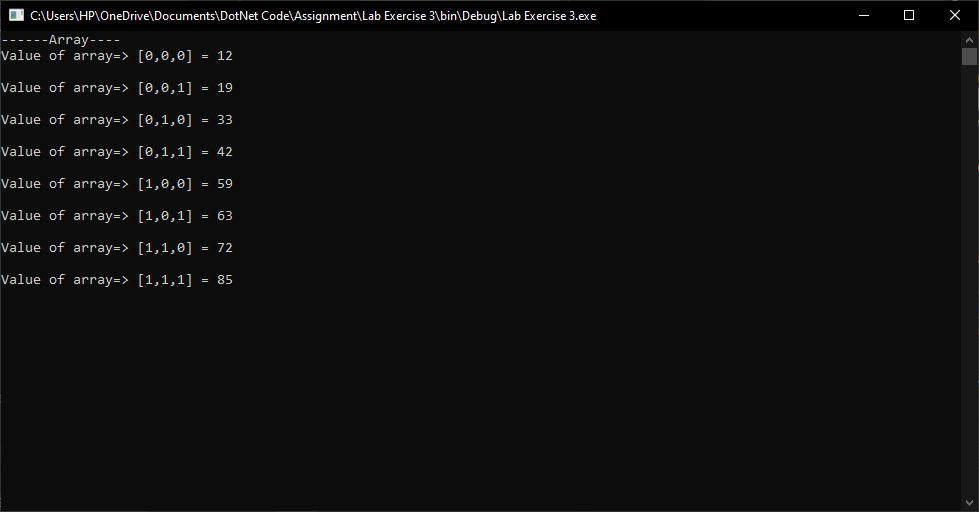 C:\Users\HP\OneDrive\Documents\DotNet Code\Assignment\Lab Exercise 3\bin\Debug\Lab Exercise 3.exe
------Array----
Value of array=> [0,0,0] = 12
Value of array=> [0,0,1] = 19
Value of array=> [0,1,0] = 33
Value of array=> [0,1,1] = 42
Value of array=> [1,0,0] = 59
Value of array=> [1,0,1] = 63
Value of array=> [1,1,0] = 72
Value of array=> [1,1,1] = 85